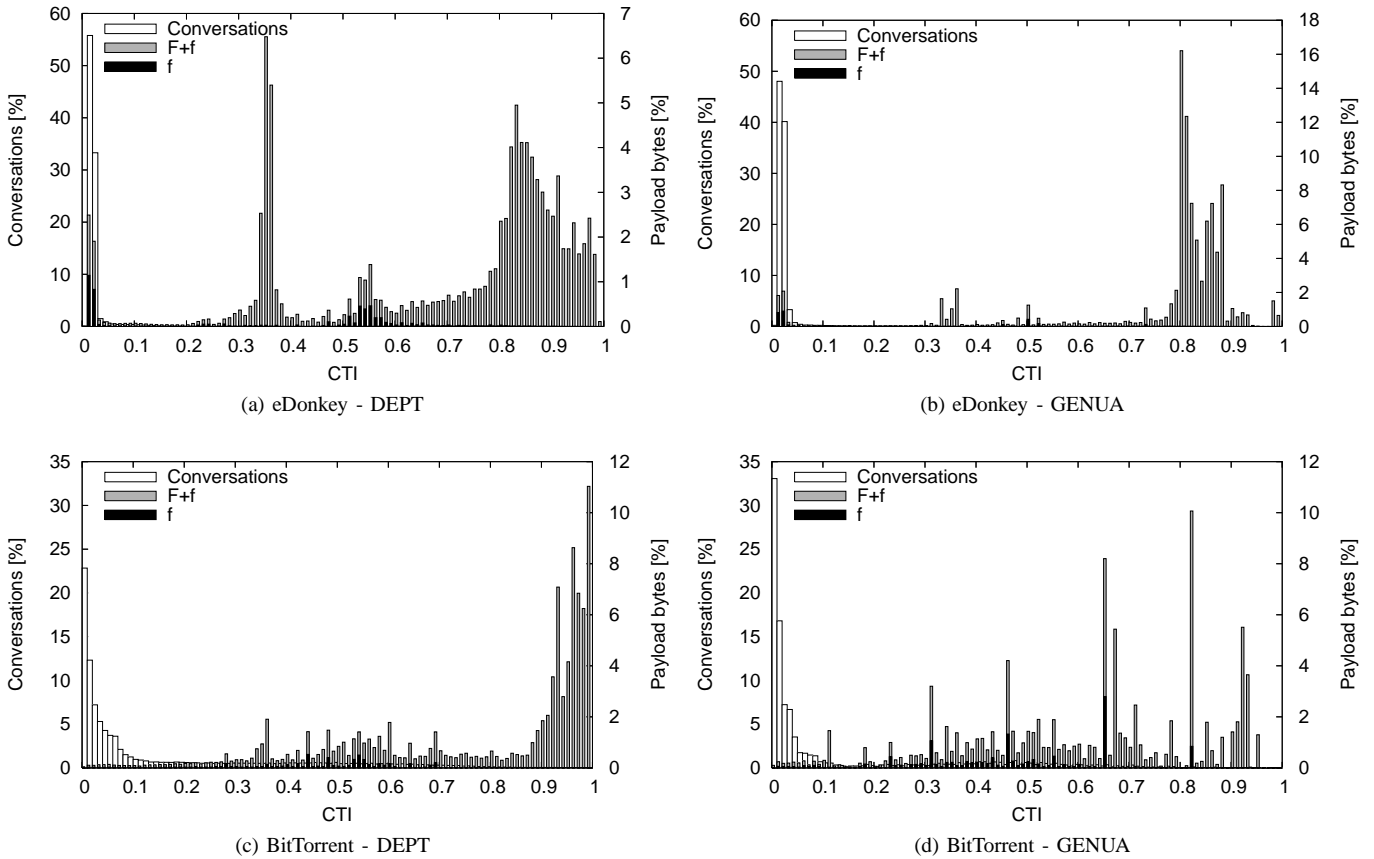 60
50
40
30
20
10
0
Conversations [%]
7
6
5
4
3
2
1
0
Payload bytes [%]
Conversations
F+f
f
0 0.1 0.2 0.3 0.4 0.5 0.6 0.7 0.8 0.9 1
CTI
(a) eDonkey - DEPT
60
50
40
30
20
10
0
Conversations [%]
18
16
14
12
10
8
6
4
2
0
Payload bytes [%]
Conversations
F+f
f
0 0.1 0.2 0.3 0.4 0.5 0.6 0.7 0.8 0.9 1
CTI
(b) eDonkey - GENUA
35
30
25
20
15
10
5
0
Conversations [%]
12
10
8
6
4
2
0
Payload bytes [%]
Conversations
F+f
f
0 0.1 0.2 0.3 0.4 0.5 0.6 0.7 0.8 0.9 1
CTI
(c) BitTorrent - DEPT
35
30
25
20
15
10
5
0
Conversations [%]
12
10
8
6
4
2
0
Payload bytes [%]
Conversations
F+f
f
0 0.1 0.2 0.3 0.4 0.5 0.6 0.7 0.8 0.9 1
CTI
(d) BitTorrent - GENUA